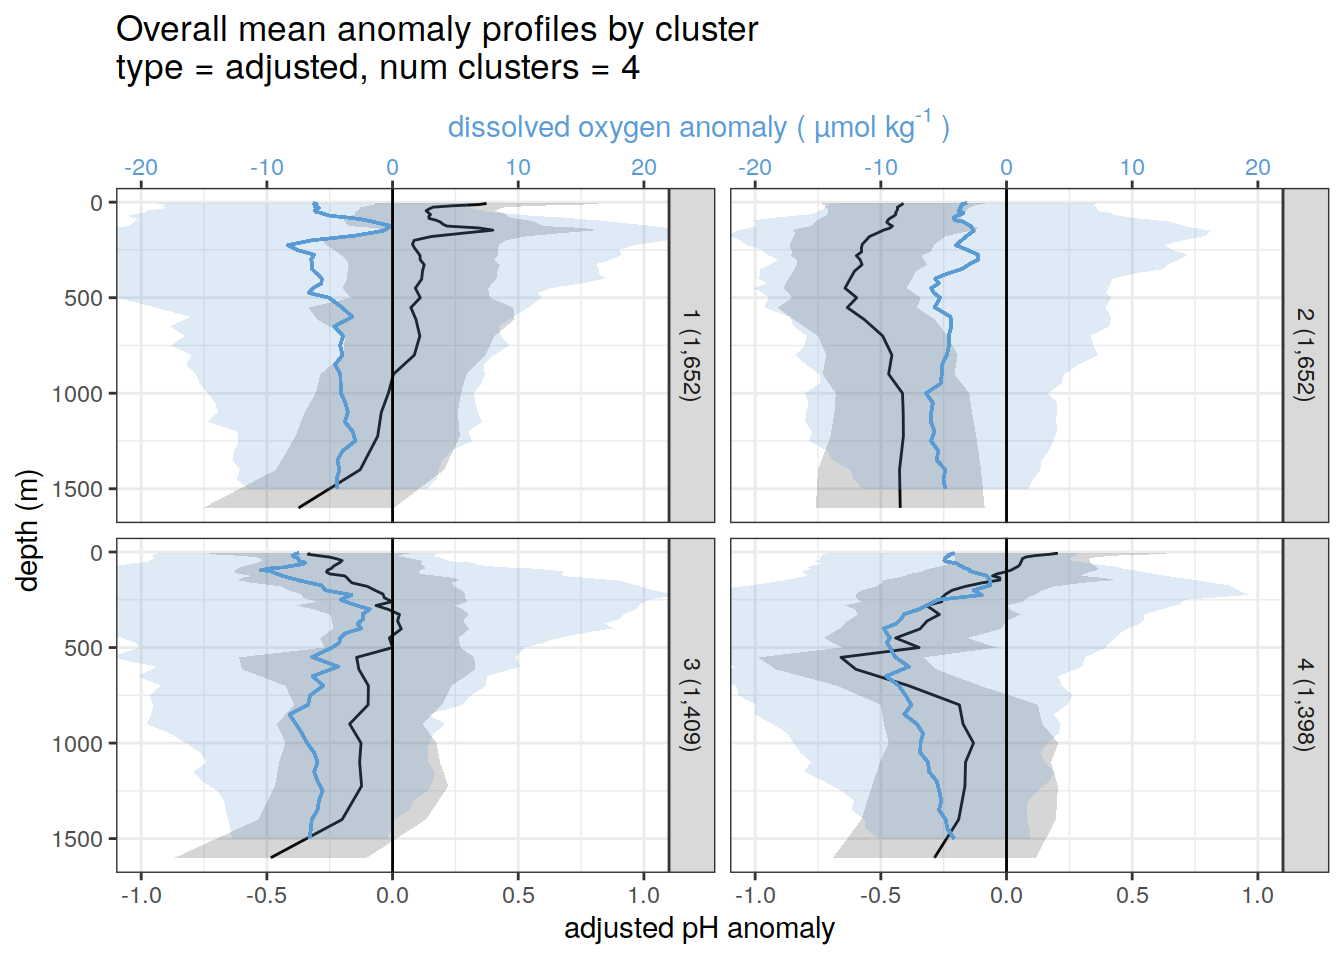 Overall mean anomaly profiles by cluster
type = adjusted, num clusters = 4
dissolved oxygen anomaly ( µmol kg-1 )
-20 -10 0 10 20 -20 -10 0 10 20
0
500
1000
1500
1 (1,652)
2 (1,652)
depth (m)
0
500
1000
1500
3 (1,409)
4 (1,398)
-1.0 -0.5 0.0 0.5 1.0 -1.0 -0.5 0.0 0.5 1.0
adjusted pH anomaly